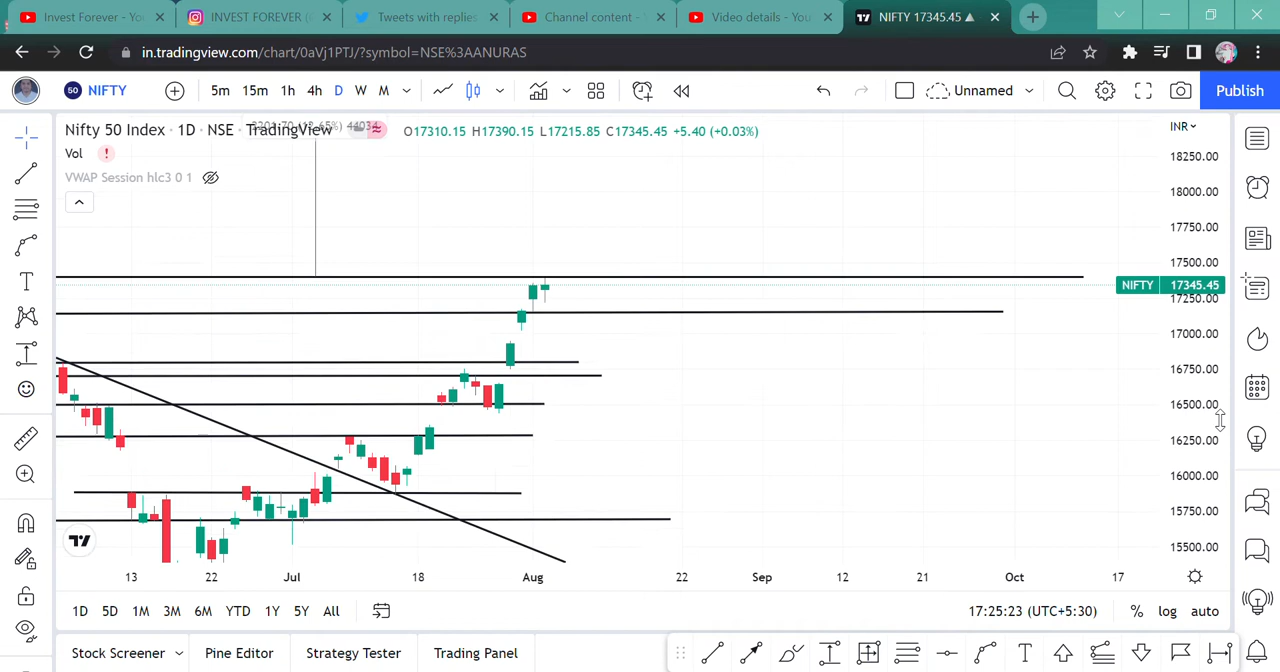 Invest Forever - Yo
INVEST FOREVER (
Tweets with replies
Channel content -
Video details - You
NIFTY 17345.45 ▲
in.tradingview.com/chart/0aVj1PTJ/?symbol=NSE%3AANURAS
50 NIFTY 5m 15m 1h 4h D W M Unnamed Publish
Nifty 50 Index · 1D · NSE · TradingView O17310.15 H17390.15 L17215.85 C17345.45 +5.40 (+0.03%) INR
Vol !
VWAP Session hlc3 0 1
18250.00
18000.00
17750.00
17500.00
NIFTY 17345.45
17250.00
17000.00
16750.00
16500.00
16250.00
16000.00
15750.00
15500.00
13 22 Jul 18 Aug 22 Sep 12 21 Oct 17
1D 5D 1M 3M 6M YTD 1Y 5Y All 17:25:23 (UTC+5:30) % log auto
Stock Screener Pine Editor Strategy Tester Trading Panel